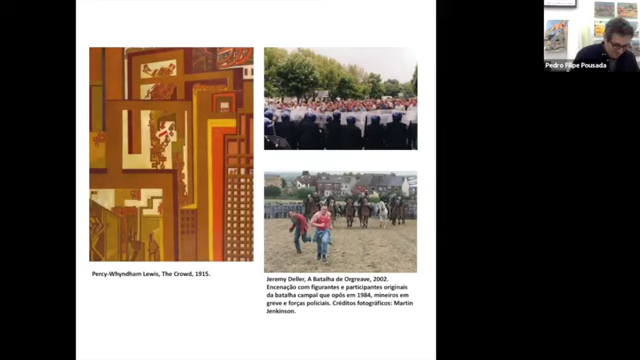 Pedro Filipe Pousada
Percy-Whyndham Lewis, The Crowd, 1915.
Jeremy Deller, A Batalha de Orgreave, 2002.
Encenação com figurantes e participantes originais
da batalha campal que opôs em 1984, mineiros em
greve e forças policiais. Créditos fotográficos: Martin
Jenkinson.